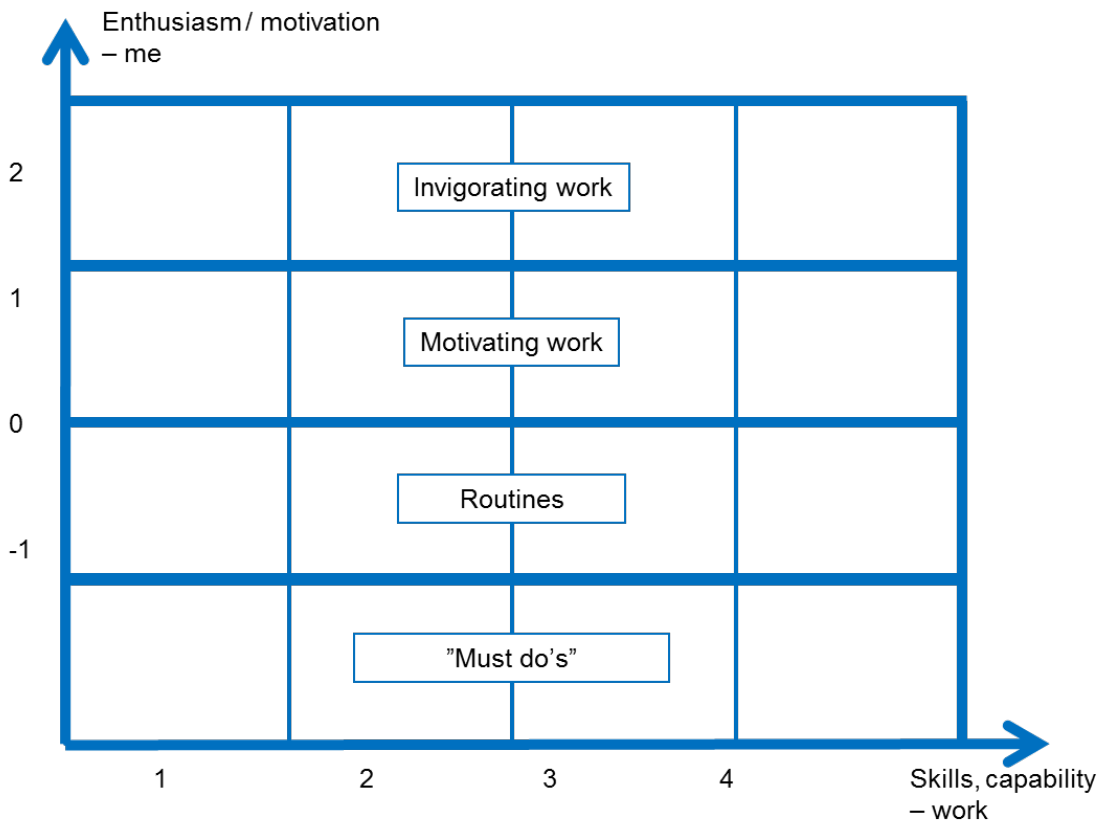 Enthusiasm / motivation
– me
2
Invigorating work
1
Motivating work
0
Routines
-1
”Must do’s”
1 2 3 4 Skills, capability
– work